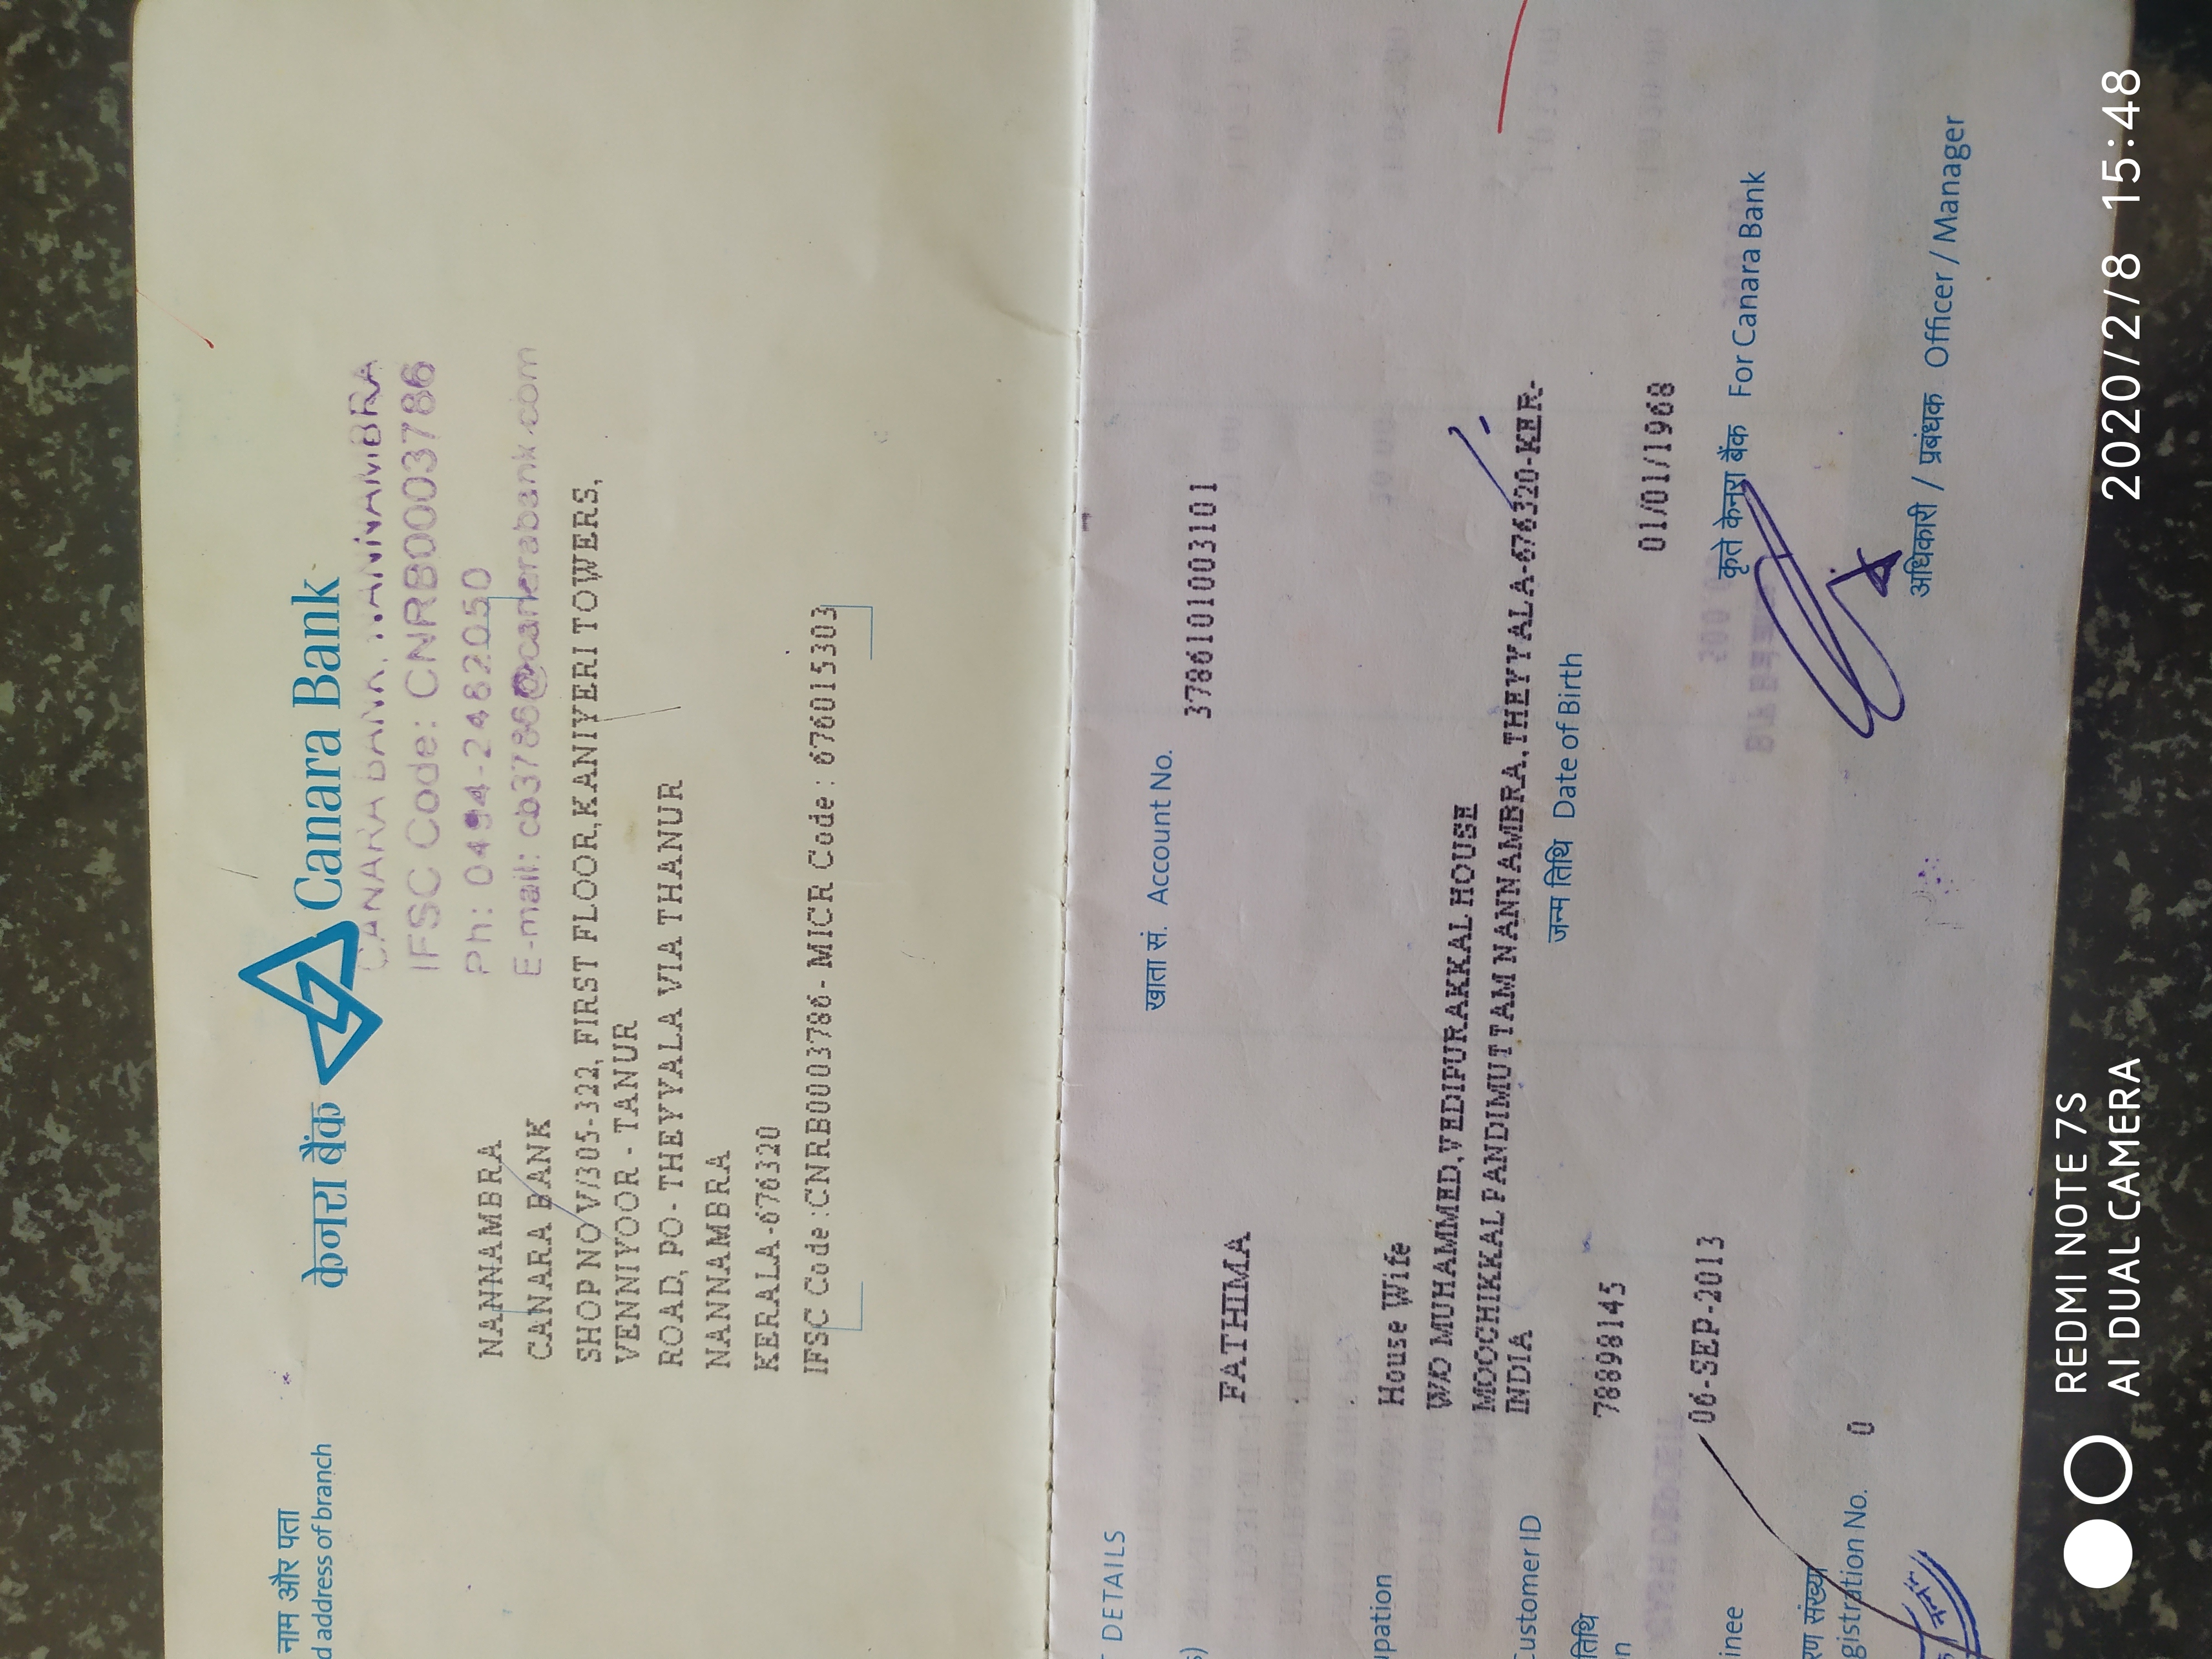 नाम और पता
d address of branch
केनरा बैंक Canara Bank
CANARA BANK, NANNAMBRA
IFSC Code: CNRB0003786
Ph: 0494-2462050
E-mail: cb3786@canarabank.com
NANNAMBRA
CANARA BANK
SHOP NO V/305-322, FIRST FLOOR,KANIYERI TOWERS,
VENNIYOOR - TANUR
ROAD, PO- THEYYALA VIA THANUR
NANNAMBRA
KERALA-676320
IFSC Code :CNRB0003786- MICR Code : 676015303
DETAILS
खाता सं. Account No.
3786101003101
s)
FATHIMA
upation
House Wife
W/O MUHAMMED,VEDIPURAKKAL HOUSE
MOOCHIKKAL PANDIMUTTAM NANNAMBRA,THEYYALA-676320-KER-
INDIA
Customer ID
जन्म तिथि Date of Birth
तिथि
n
78898145
01/01/1968
06-SEP-2013
inee
कृते केनरा बैंक For Canara Bank
रण संख्या
gistration No. 0
अधिकारी / प्रबंधक Officer / Manager
REDMI NOTE 7S
AI DUAL CAMERA
2020/2/8 15:48